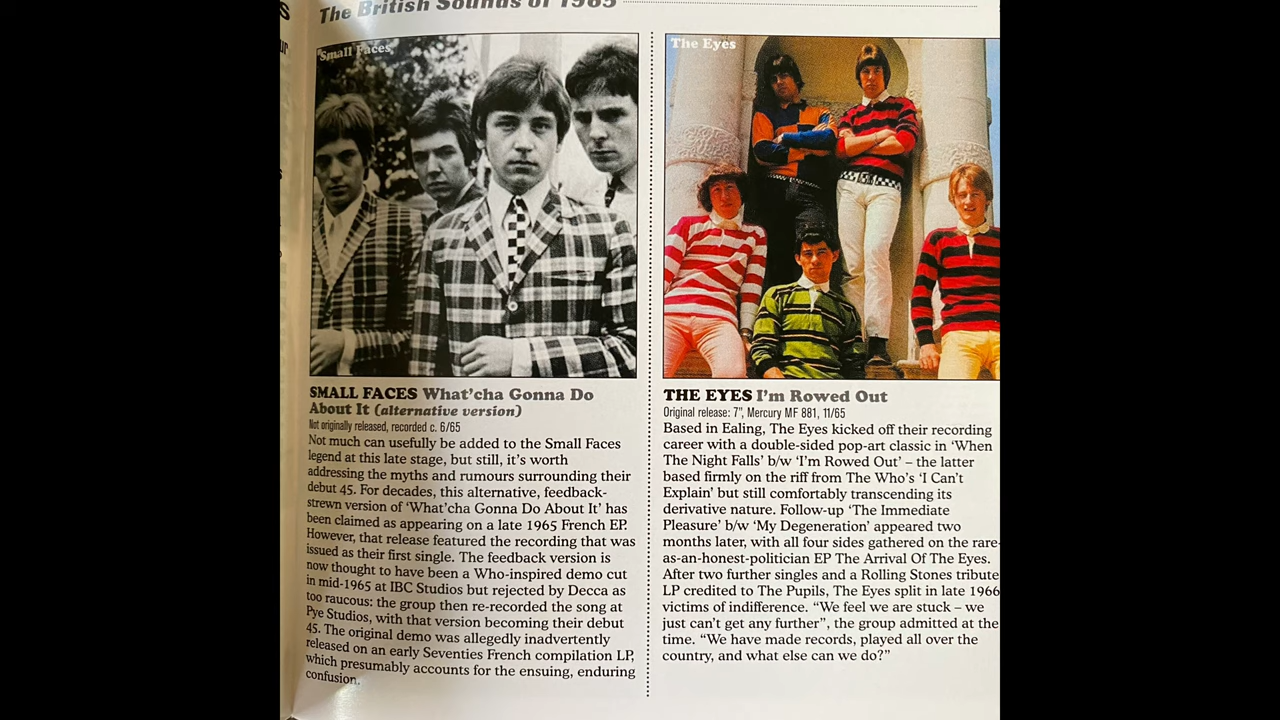 The British Sounds of 1965
Small Faces
SMALL FACES What'cha Gonna Do
About It (alternative version)
Not originally released, recorded c. 6/65
Not much can usefully be added to the Small Faces
legend at this late stage, but still, it's worth
addressing the myths and rumours surrounding their
debut 45. For decades, this alternative, feedback-
strewn version of 'What'cha Gonna Do About It' has
been claimed as appearing on a late 1965 French EP.
However, that release featured the recording that was
issued as their first single. The feedback version is
now thought to have been a Who-inspired demo cut
in mid-1965 at IBC Studios but rejected by Decca as
too raucous: the group then re-recorded the song at
Pye Studios, with that version becoming their debut
45. The original demo was allegedly inadvertently
released on an early Seventies French compilation LP,
which presumably accounts for the ensuing, enduring
confusion.
The Eyes
THE EYES I'm Rowed Out
Original release: 7", Mercury MF 881, 11/65
Based in Ealing, The Eyes kicked off their recording
career with a double-sided pop-art classic in 'When
The Night Falls' b/w 'I'm Rowed Out' – the latter
based firmly on the riff from The Who's 'I Can't
Explain' but still comfortably transcending its
derivative nature. Follow-up 'The Immediate
Pleasure' b/w 'My Degeneration' appeared two
months later, with all four sides gathered on the rare-
as-an-honest-politician EP The Arrival Of The Eyes.
After two further singles and a Rolling Stones tribute
LP credited to The Pupils, The Eyes split in late 1966
victims of indifference. "We feel we are stuck – we
just can't get any further", the group admitted at the
time. "We have made records, played all over the
country, and what else can we do?"